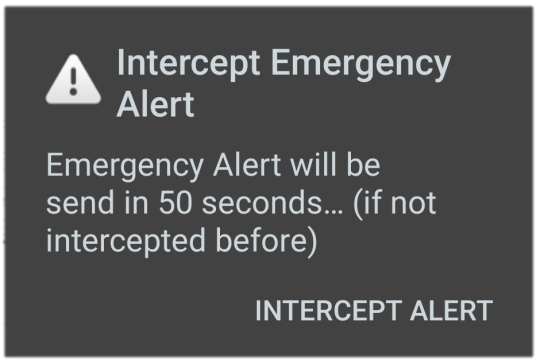 Intercept Emergency
Alert
Emergency Alert will be
send in 50 seconds... (if not
intercepted before)
INTERCEPT ALERT